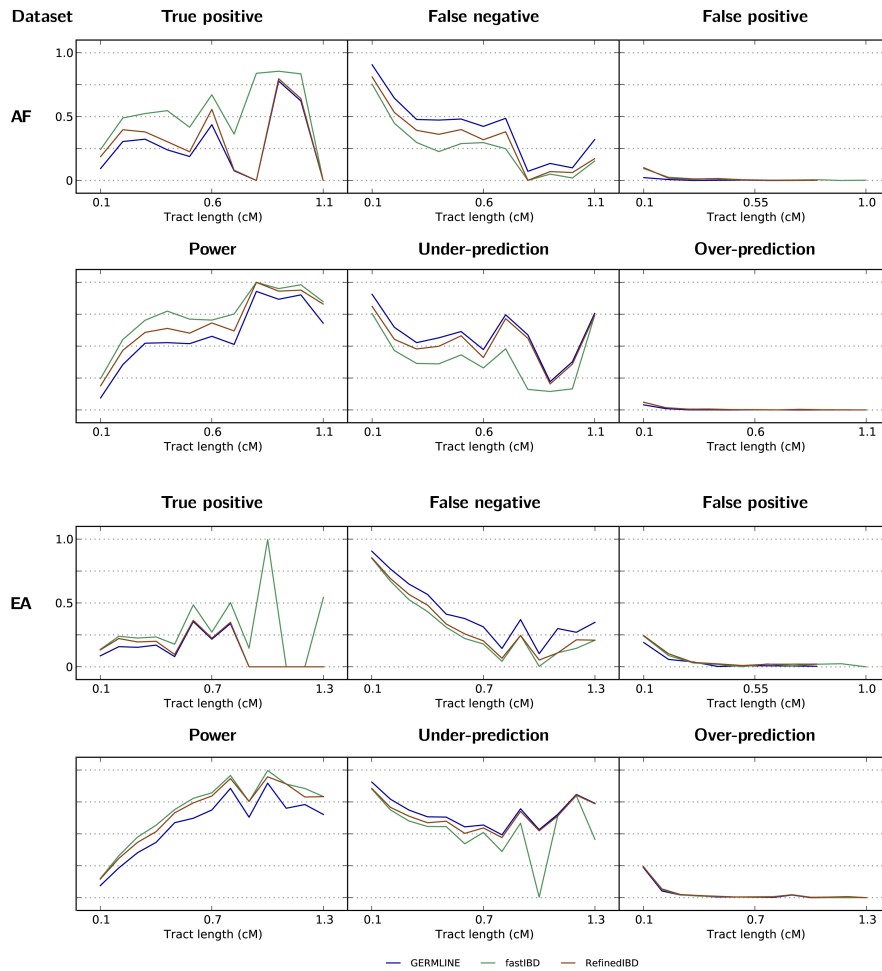 Dataset True positive False negative False positive
1.0
AF 0.5
0
0.1 0.6 1.1 0.1 0.6 1.1 0.1 0.55 1.0
Tract length (cM) Tract length (cM) Tract length (cM)
Power Under-prediction Over-prediction
0.1 0.6 1.1 0.1 0.6 1.1 0.1 0.6 1.1
Tract length (cM) Tract length (cM) Tract length (cM)
True positive False negative False positive
1.0
EA 0.5
0
0.1 0.7 1.3 0.1 0.7 1.3 0.1 0.55 1.0
Tract length (cM) Tract length (cM) Tract length (cM)
Power Under-prediction Over-prediction
0.1 0.7 1.3 0.1 0.7 1.3 0.1 0.55 1.0
Tract length (cM) Tract length (cM) Tract length (cM)
GERMLINE fastIBD RefinedIBD